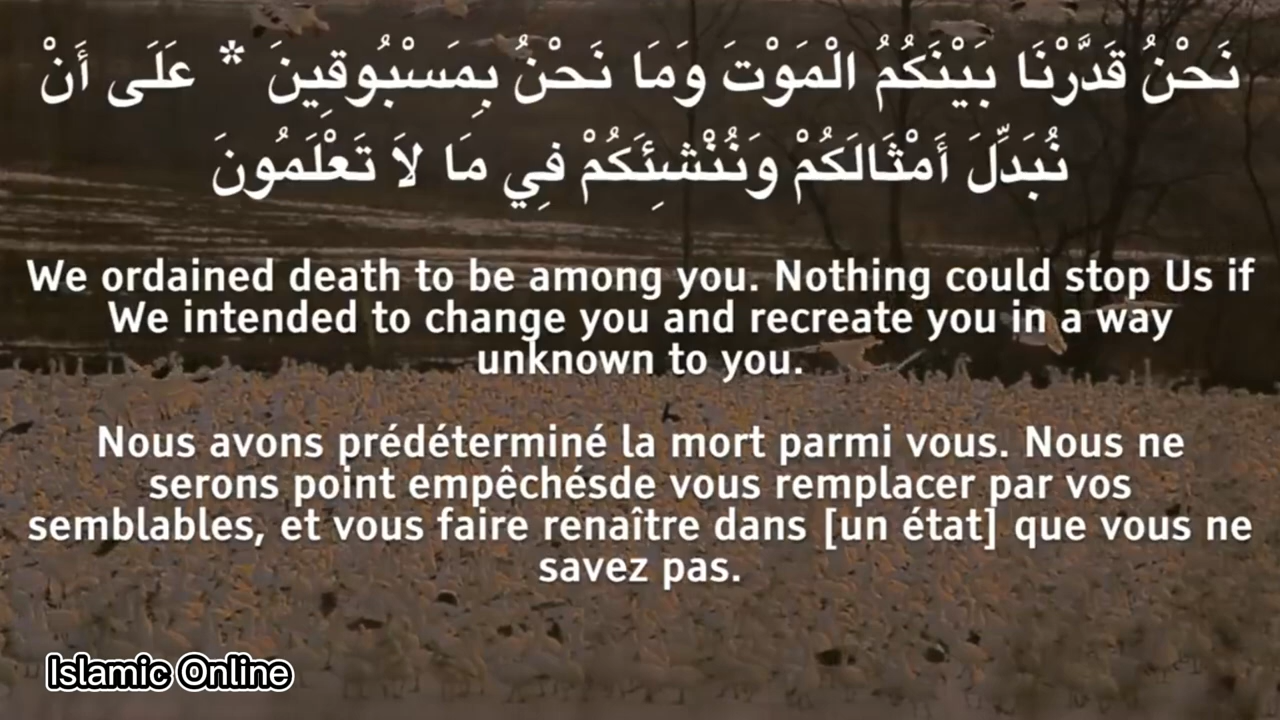 نَحْنُ قَدَّرْنَا بَيْنَكُمُ الْمَوْتَ وَمَا نَحْنُ بِمَسْبُوقِينَ * عَلَى أَنْ
نُبَدِّلَ أَمْثَالَكُمْ وَنُنْشِئَكُمْ فِي مَا لاَ تَعْلَمُونَ
We ordained death to be among you. Nothing could stop Us if
We intended to change you and recreate you in a way
unknown to you.
Nous avons prédéterminé la mort parmi vous. Nous ne
serons point empêchésde vous remplacer par vos
semblables, et vous faire renaître dans [un état] que vous ne
savez pas.
Islamic Online